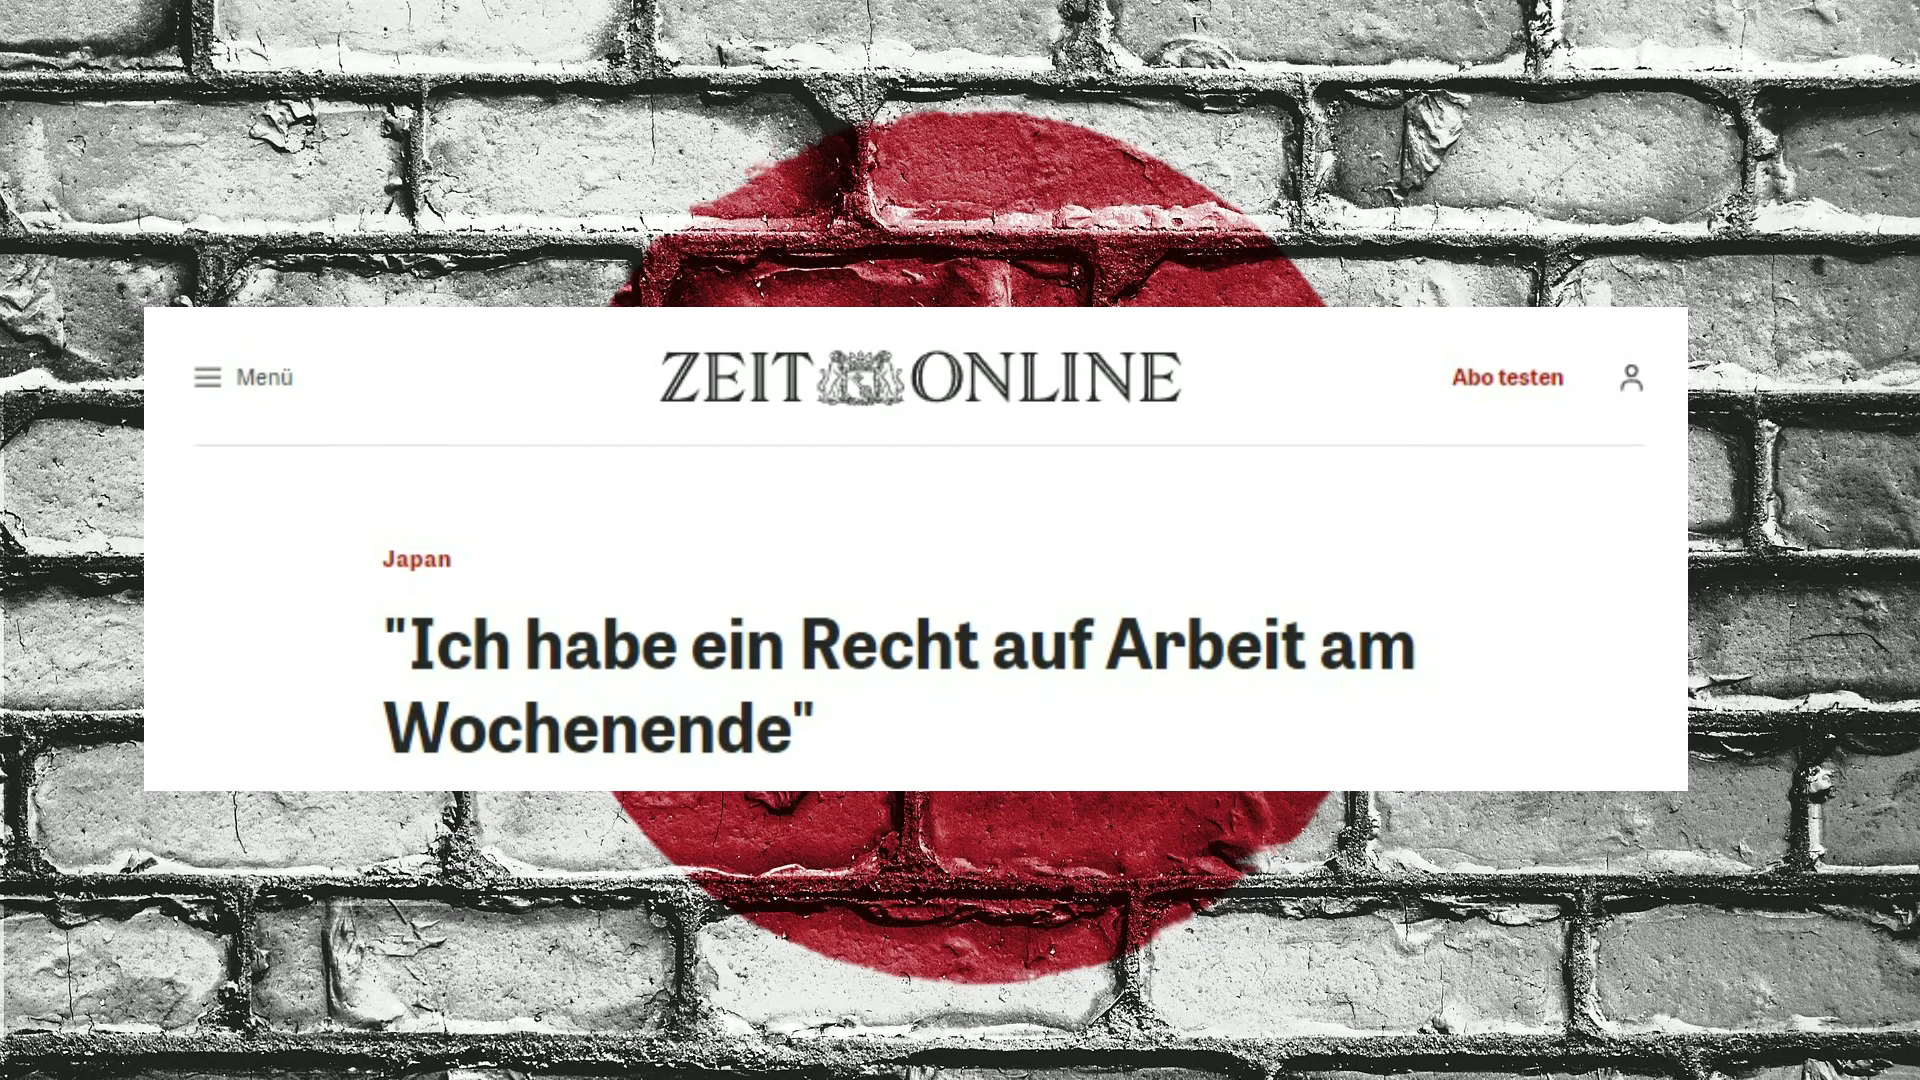 Menü
ZEIT ONLINE
Abo testen
Japan
"Ich habe ein Recht auf Arbeit am
Wochenende"